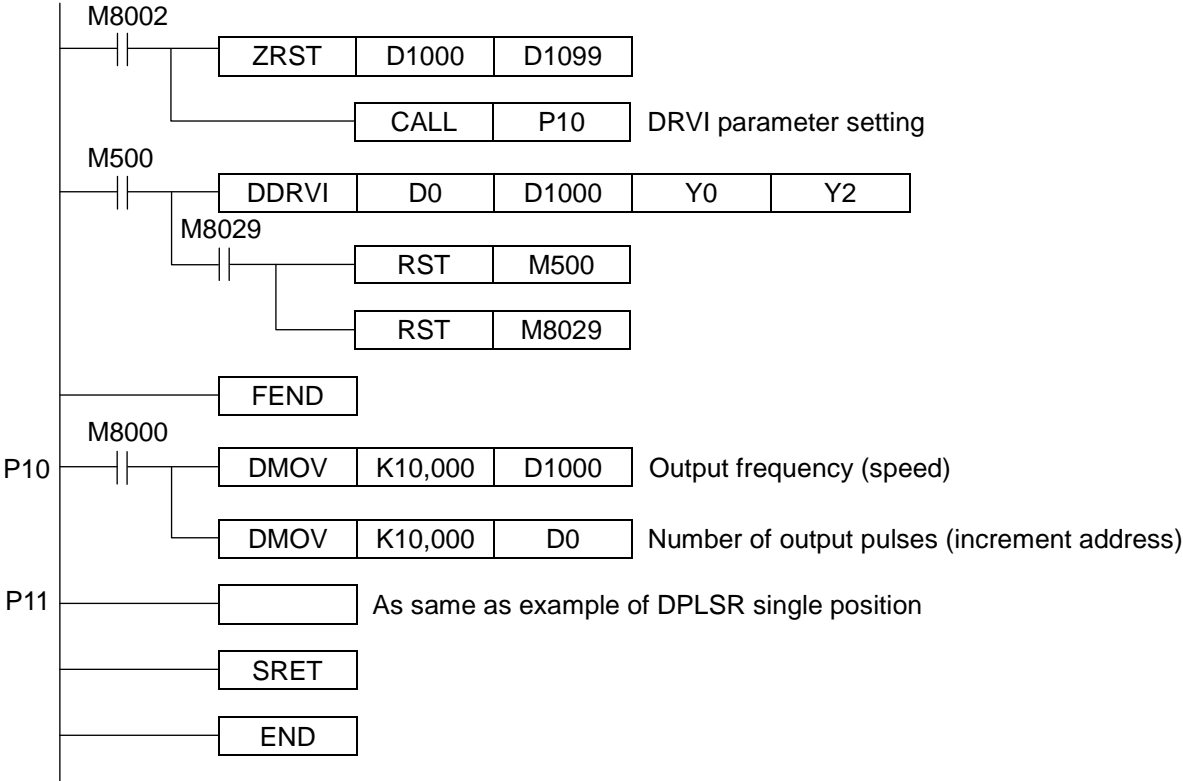 M8002
ZRST D1000 D1099
CALL P10 DRVI parameter setting
M500
DDRVI D0 D1000 Y0 Y2
M8029
RST M500
RST M8029
FEND
M8000
P10 DMOV K10,000 D1000 Output frequency (speed)
DMOV K10,000 D0 Number of output pulses (increment address)
P11 As same as example of DPLSR single position
SRET
END